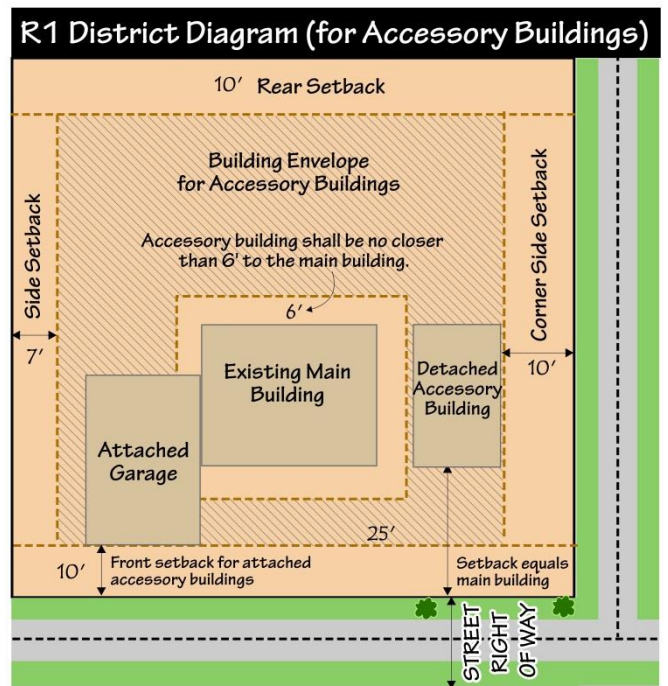 R1 District Diagram (for Accessory Buildings)
10' Rear Setback
Building Envelope
for Accessory Buildings
Accessory building shall be no closer
than 6' to the main building.
Side Setback
7'
6'
Existing Main
Building
Detached
Accessory
Building
Corner Side Setback
10'
Attached
Garage
25'
10'
Front setback for attached
accessory buildings
Setback equals
main building
STREET
RIGHT
OF WAY